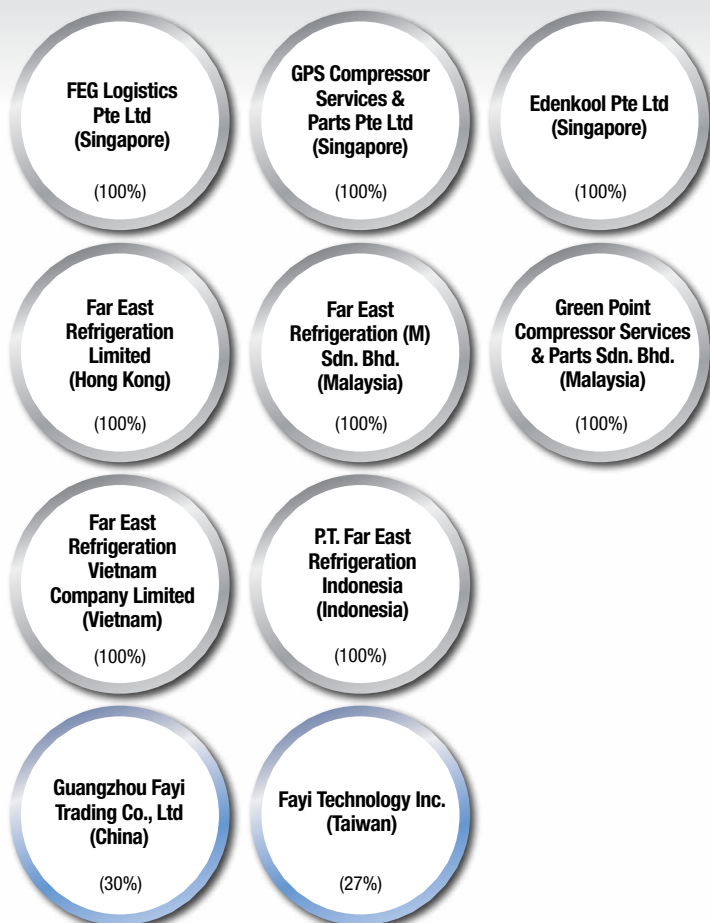 FEG Logistics
Pte Ltd
(Singapore)
(100%)
GPS Compressor
Services &
Parts Pte Ltd
(Singapore)
(100%)
Edenkool Pte Ltd
(Singapore)
(100%)
Far East
Refrigeration
Limited
(Hong Kong)
(100%)
Far East
Refrigeration (M)
Sdn. Bhd.
(Malaysia)
(100%)
Green Point
Compressor Services
& Parts Sdn. Bhd.
(Malaysia)
(100%)
Far East
Refrigeration
Vietnam
Company Limited
(Vietnam)
(100%)
P.T. Far East
Refrigeration
Indonesia
(Indonesia)
(100%)
Guangzhou Fayi
Trading Co., Ltd
(China)
(30%)
Fayi Technology Inc.
(Taiwan)
(27%)